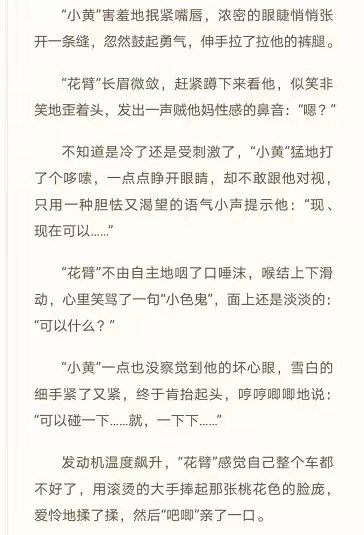 “小黄”害羞地抿紧嘴唇，浓密的眼睫悄悄张
开一条缝，忽然鼓起勇气，伸手拉了拉他的裤腿。
“花臂”长眉微敛，赶紧蹲下来看他，似笑非
笑地歪着头，发出一声贼他妈性感的鼻音：“嗯？”
不知道是冷了还是受刺激了，“小黄”猛地打
了个哆嗦，一点点睁开眼睛，却不敢跟他对视，
只用一种胆怯又渴望的语气小声提示他：“现、
现在可以……”
“花臂”不由自主地咽了口唾沫，喉结上下滑
动，心里笑骂了一句“小色鬼”，面上还是淡淡的：
“可以什么？”
“小黄”一点也没察觉到他的坏心眼，雪白的
细手紧了又紧，终于肯抬起头，哼哼唧唧地说：
“可以碰一下……就，一下下……”
发动机温度飙升，“花臂”感觉自己整个车都
不好了，用滚烫的大手捧起那张桃花色的脸庞，
爱怜地揉了揉，然后“吧唧”亲了一口。